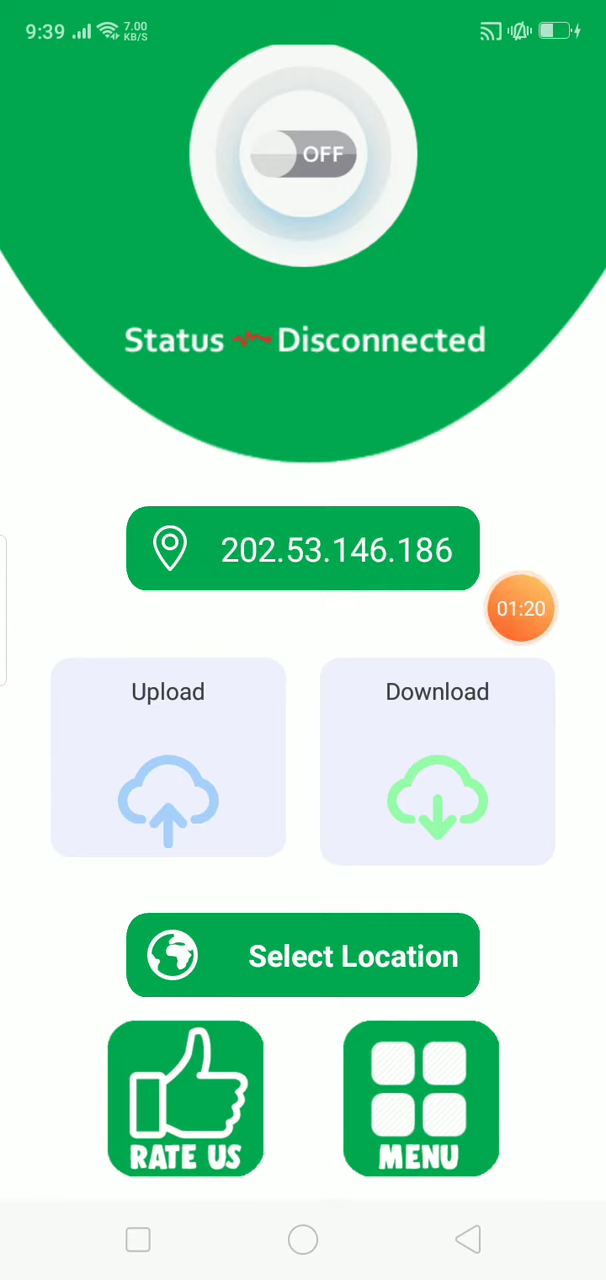 9:39 7.00
KB/S
OFF
Status Disconnected
202.53.146.186
01:20
Upload Download
Select Location
RATE US MENU